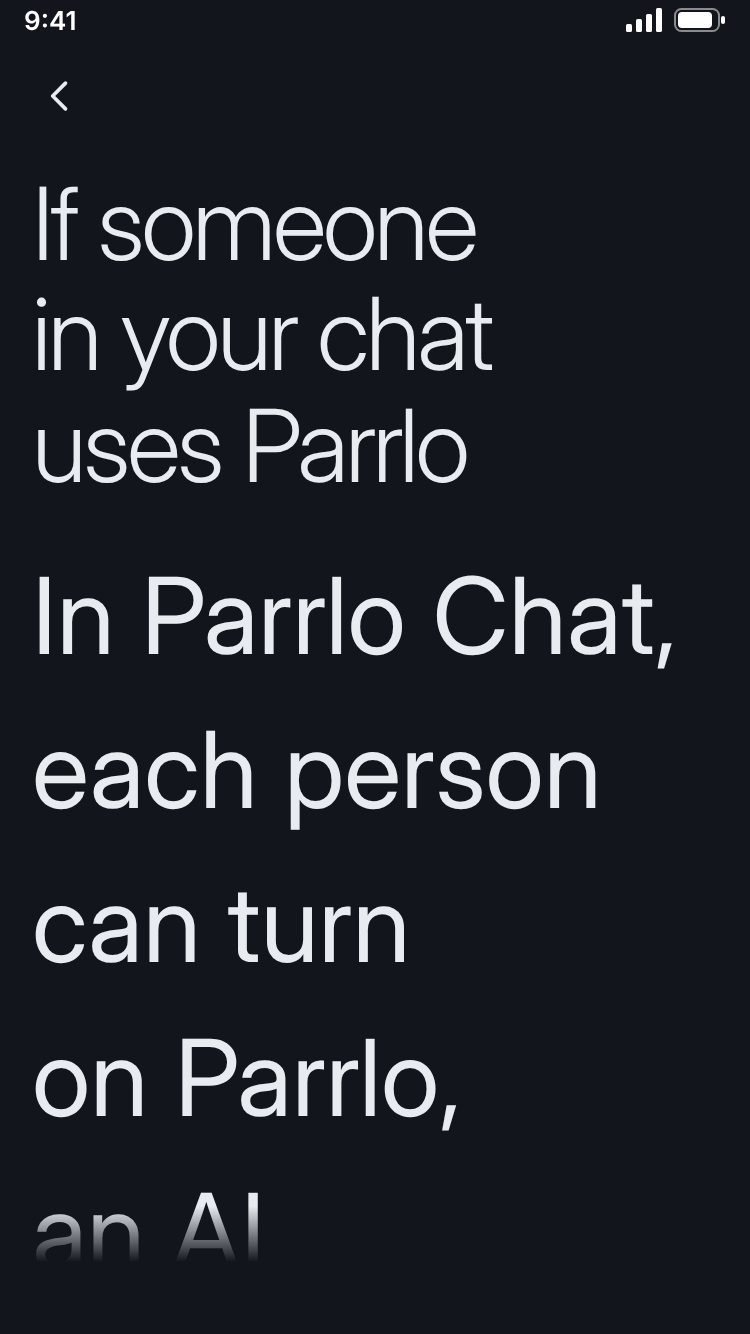 9:41
If someone
in your chat
uses Parrlo
In Parrlo Chat,
each person
can turn
on Parrlo,
an AI